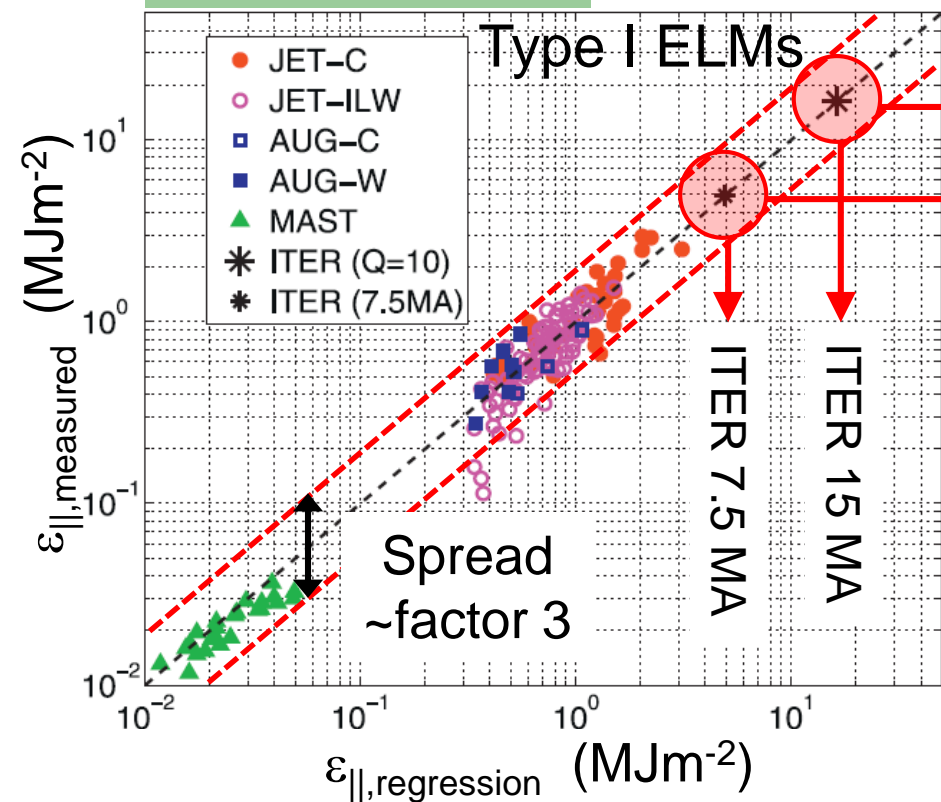 Type I ELMs
JET-C
JET-ILW
AUG-C
AUG-W
MAST
ITER (Q=10)
ITER (7.5MA)
ε||,measured (MJm⁻²)
10¹
10⁰
10⁻¹
10⁻²
Spread
~factor 3
ITER 7.5 MA
ITER 15 MA
10⁻² 10⁻¹ 10⁰ 10¹
ε||,regression (MJm⁻²)